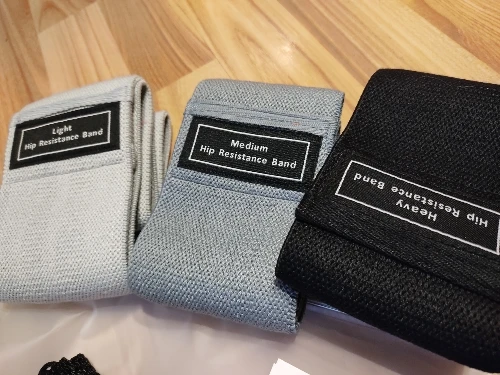 Light
Hip Resistance Band
Medium
Hip Resistance Band
Heavy
Hip Resistance Band